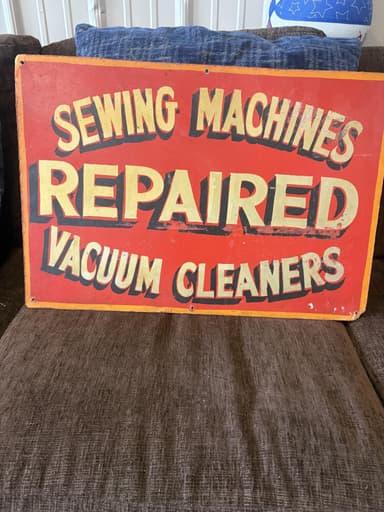 SEWING MACHINES
REPAIRED
VACUUM CLEANERS